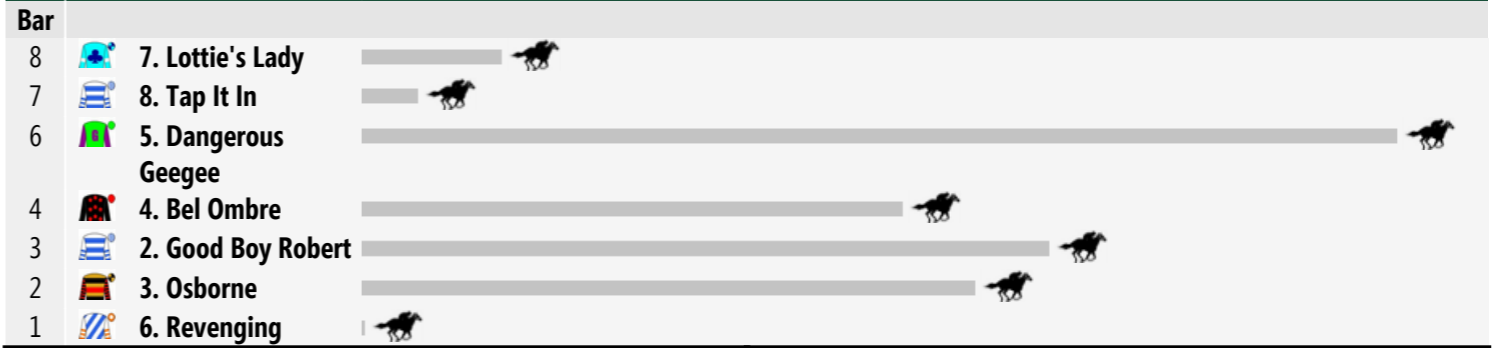 Bar
8 7. Lottie's Lady
7 8. Tap It In
6 G 5. Dangerous
Geegee
4 4. Bel Ombre
3 2. Good Boy Robert
2 3. Osborne
1 6. Revenging